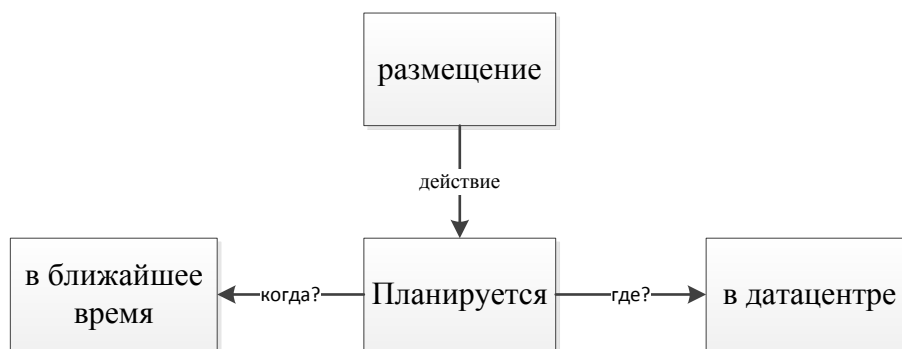 размещение
действие
в ближайшее
время
когда?
Планируется
где?
в датацентре